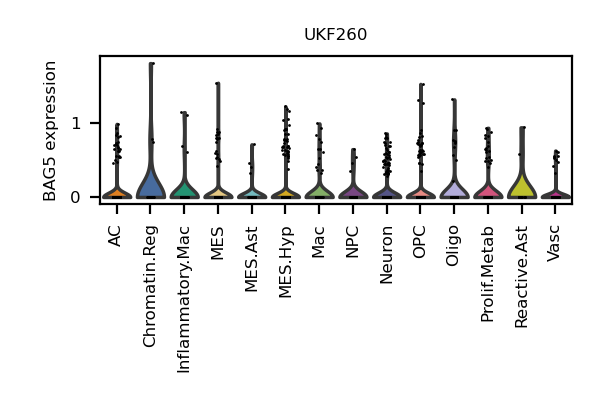 UKF260
BAG5 expression
1
0
AC
Chromatin.Reg
Inflammatory.Mac
MES
MES.Ast
MES.Hyp
Mac
NPC
Neuron
OPC
Oligo
Prolif.Metab
Reactive.Ast
Vasc